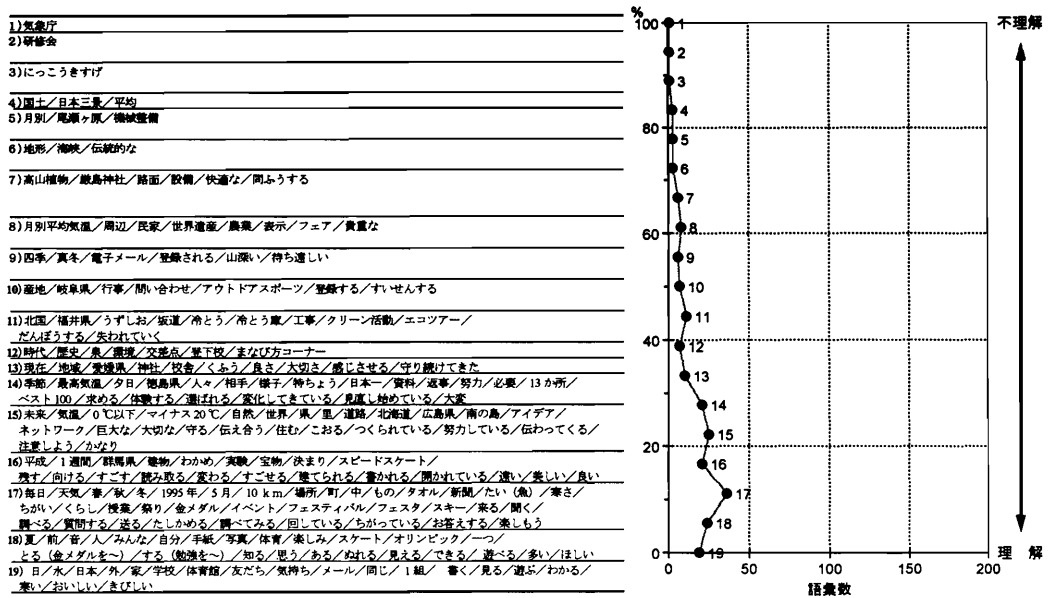 1)気象庁
2)研修会
3)にっこうきすげ
4)国土／日本三景／平均
5)月別／尾瀬ヶ原／機械整備
6)地形／海峡／伝統的な
7)高山植物／厳島神社／路面／設備／快適な／同ふうする
8)月別平均気温／周辺／民家／世界遺産／農業／表示／フェア／貴重な
9)四季／真冬／電子メール／登録される／山深い／待ち遠しい
10)産地／岐阜県／行事／問い合わせ／アウトドアスポーツ／登録する／すいせんする
11)北国／福井県／うずしお／坂道／冷とう／冷とう庫／工事／クリーン活動／エコツアー／
だんぼうする／失われていく
12)時代／歴史／泉／環境／交差点／登下校／まなび方コーナー
13)現在／地域／愛媛県／神社／校舎／くふう／良さ／大切さ／感じさせる／守り続けてきた
14)季節／最高気温／夕日／徳島県／人々／相手／様子／特ちょう／日本一／資料／返事／努力／必要／13か所／
ベスト100／求める／体験する／選ばれる／変化してきている／見直し始めている／大変
15)未来／気温／0℃以下／マイナス20℃／自然／世界／県／里／道路／北海道／広島県／南の島／アイデア／
ネットワーク／巨大な／大切な／守る／伝え合う／住む／こおる／つくられている／努力している／伝わってくる／
注意しよう／かなり
16)平成／1週間／群馬県／建物／わかめ／実験／宝物／決まり／スピードスケート／
残す／向ける／すごす／読み取る／変わる／すごせる／建てられる／書かれる／開かれている／遠い／美しい／良い
17)毎日／天気／春／秋／冬／1995年／5月／10km／場所／町／中／もの／タオル／新聞／たい（魚）／寒さ／
ちがい／くらし／授業／祭り／金メダル／イベント／フェスティバル／フェスタ／スキー／来る／聞く／
調べる／質問する／送る／たしかめる／調べてみる／回している／ちがっている／お答えする／楽しもう
18)夏／前／音／人／みんな／自分／手紙／写真／体育／楽しみ／スケート／オリンピック／一つ／
とる（金メダルを～）／する（勉強を～）／知る／思う／ある／ぬれる／見える／できる／遊べる／多い／ほしい
19)日／水／日本／外／家／学校／体育館／友だち／気持ち／メール／同じ／1組／書く／見る／遊ぶ／わかる／
寒い／おいしい／きびしい
%
100
80
60
40
20
0
1
2
3
4
5
6
7
8
9
10
11
12
13
14
15
16
17
18
19
0
50
100
150
200
語彙数
不理解
理 解